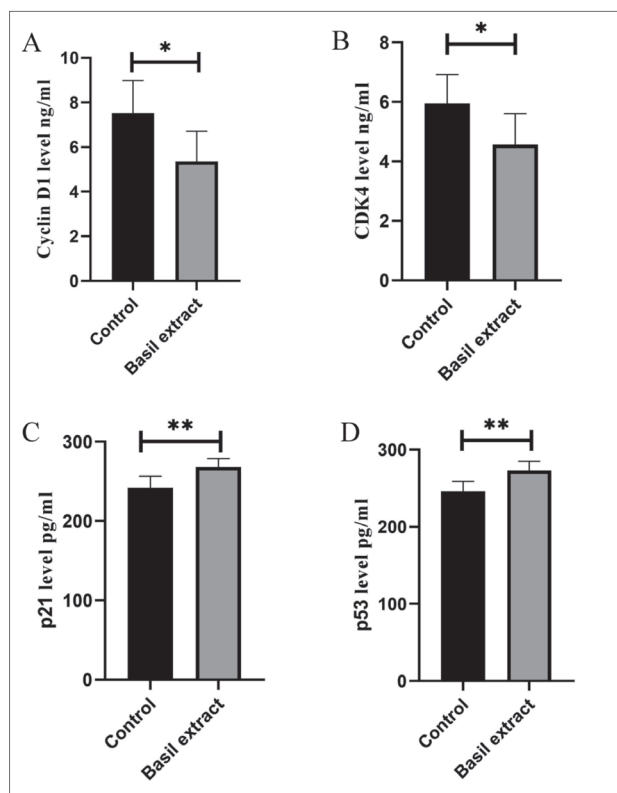 A
*
Cyclin D1 level ng/ml
10
8
6
4
2
0
Control
Basil extract
B
*
CDK4 level ng/ml
8
6
4
2
0
Control
Basil extract
C
**
p21 level pg/ml
300
200
100
0
Control
Basil extract
D
**
p53 level pg/ml
300
200
100
0
Control
Basil extract